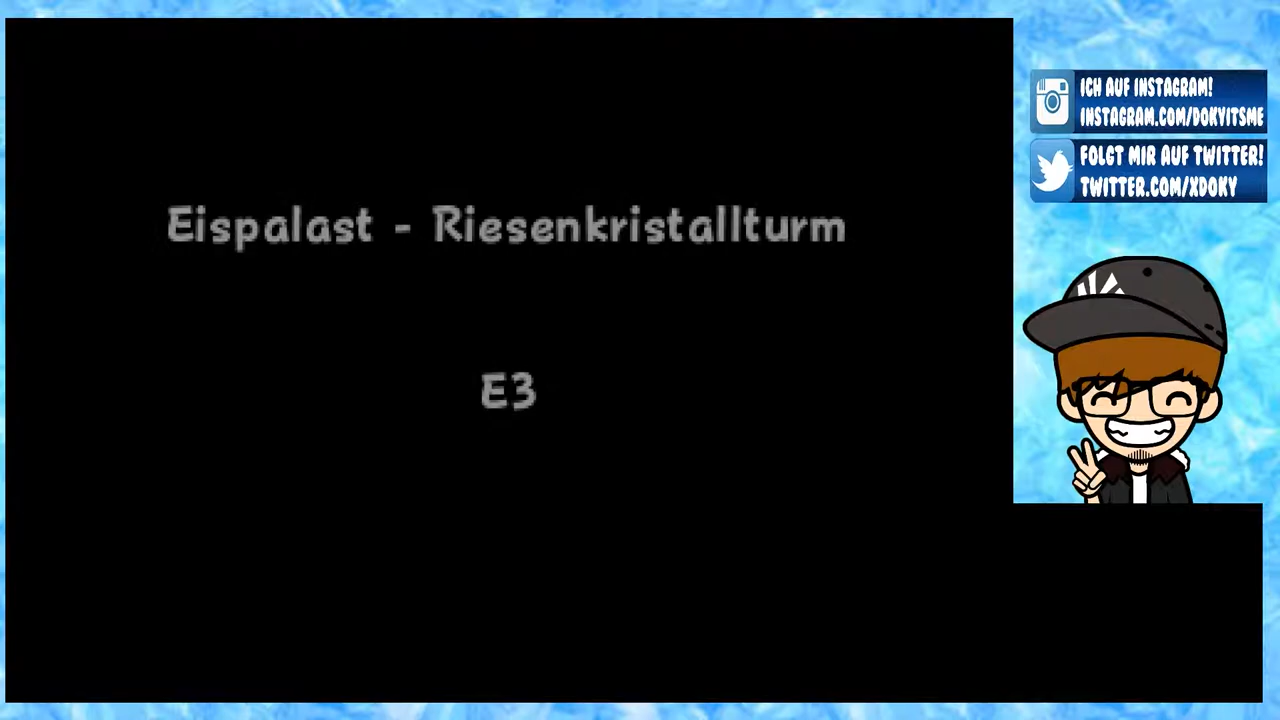 Eispalast - Riesenkristallturm
E3
ICH AUF INSTAGRAM!
INSTAGRAM.COM/DOKYITSME
FOLGT MIR AUF TWITTER!
TWITTER.COM/XDOKY